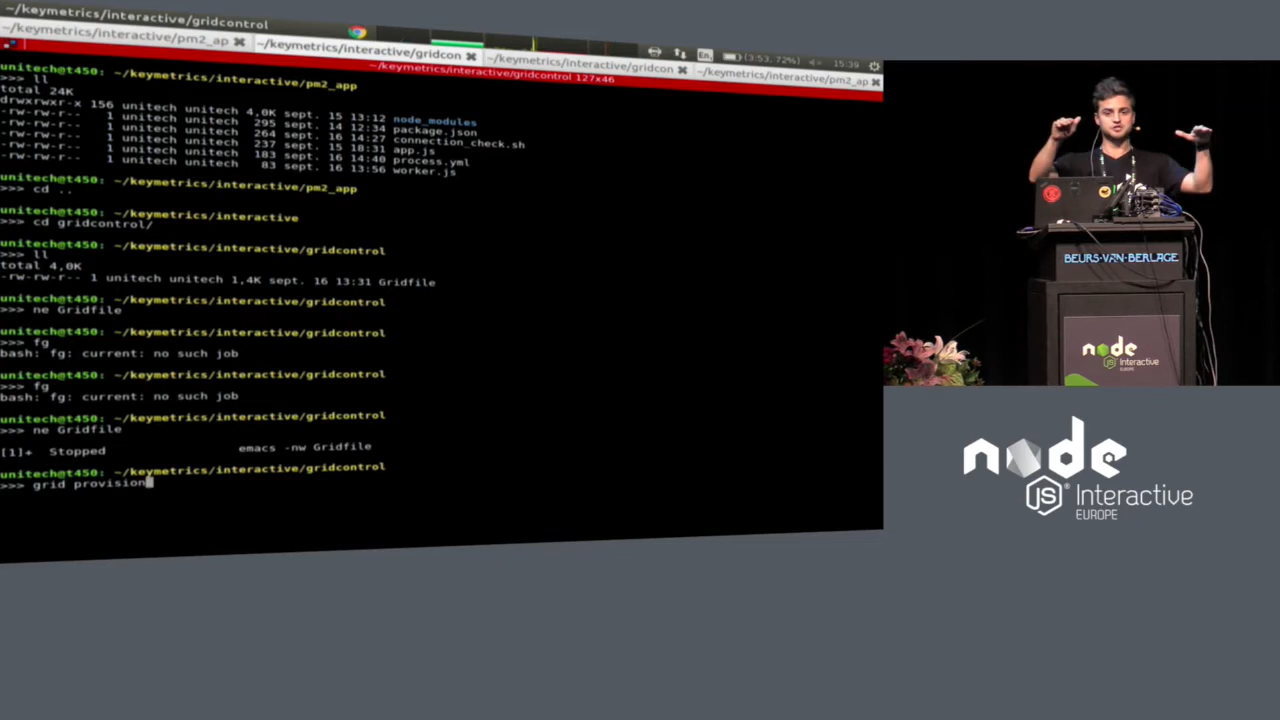 ~/keymetrics/interactive/gridcontrol
(3:53, 72%)
15:39
En,
~/keymetrics/interactive/pm2_ap
~/keymetrics/interactive/gridcon
~/keymetrics/interactive/gridcon
~/keymetrics/interactive/pm2_ap
~/keymetrics/interactive/gridcontrol 127x46
unitech@t450: ~/keymetrics/interactive/pm2_app
>>> ll
total 24K
drwxrwxr-x 156 unitech unitech 4,0K sept. 15 13:12 node_modules
-rw-rw-r-- 1 unitech unitech 295 sept. 14 12:34 package.json
-rw-rw-r-- 1 unitech unitech 264 sept. 16 14:27 connection_check.sh
-rw-rw-r-- 1 unitech unitech 237 sept. 15 18:31 app.js
-rw-rw-r-- 1 unitech unitech 183 sept. 16 14:40 process.yml
-rw-rw-r-- 1 unitech unitech 83 sept. 16 13:56 worker.js
unitech@t450: ~/keymetrics/interactive/pm2_app
>>> cd ..
unitech@t450: ~/keymetrics/interactive
>>> cd gridcontrol/
unitech@t450: ~/keymetrics/interactive/gridcontrol
>>> ll
total 4,0K
-rw-rw-r-- 1 unitech unitech 1,4K sept. 16 13:31 Gridfile
unitech@t450: ~/keymetrics/interactive/gridcontrol
>>> ne Gridfile
unitech@t450: ~/keymetrics/interactive/gridcontrol
>>> fg
bash: fg: current: no such job
unitech@t450: ~/keymetrics/interactive/gridcontrol
>>> fg
bash: fg: current: no such job
unitech@t450: ~/keymetrics/interactive/gridcontrol
>>> ne Gridfile
[1]+ Stopped emacs -nw Gridfile
unitech@t450: ~/keymetrics/interactive/gridcontrol
>>> grid provision
BEURS-VAN-BERLAGE
node
JS Interactive
EUROPE
node
JS® Interactive
EUROPE